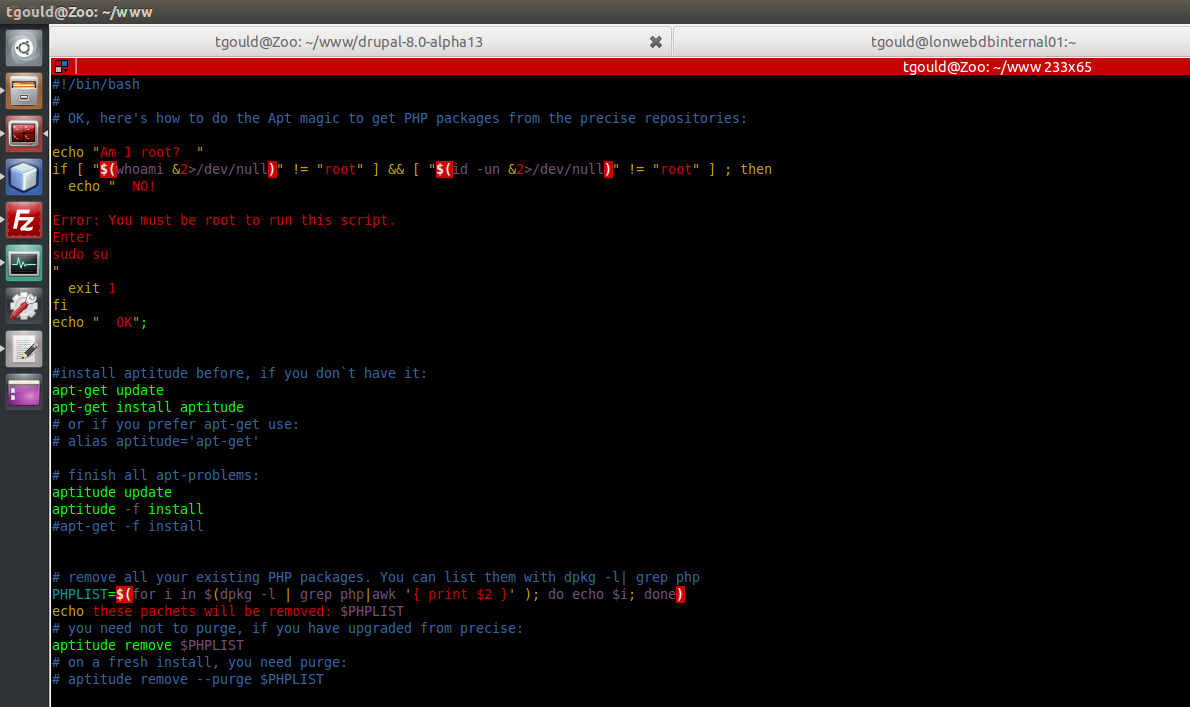 tgould@Zoo: ~/www
tgould@Zoo: ~/www/drupal-8.0-alpha13
tgould@lonwebdbinternal01:~
tgould@Zoo: ~/www 233x65
#!/bin/bash
#
# OK, here's how to do the Apt magic to get PHP packages from the precise repositories:
echo "Am I root?  "
if [ "$(whoami &2>/dev/null)" != "root" ] && [ "$(id -un &2>/dev/null)" != "root" ] ; then
  echo "  NO!
Error: You must be root to run this script.
Enter
sudo su
"
  exit 1
fi
echo "  OK";
#install aptitude before, if you don`t have it:
apt-get update
apt-get install aptitude
# or if you prefer apt-get use:
# alias aptitude='apt-get'
# finish all apt-problems:
aptitude update
aptitude -f install
#apt-get -f install
# remove all your existing PHP packages. You can list them with dpkg -l| grep php
PHPLIST=$(for i in $(dpkg -l | grep php|awk '{ print $2 }' ); do echo $i; done)
echo these pachets will be removed: $PHPLIST
# you need not to purge, if you have upgraded from precise:
aptitude remove $PHPLIST
# on a fresh install, you need purge:
# aptitude remove --purge $PHPLIST
Fz